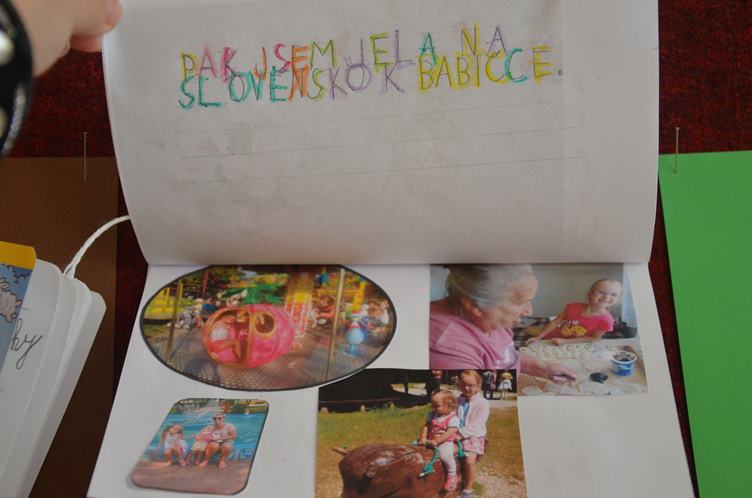 PAK JSEM JELA NA
SLOVENSKO K BABIČCE.